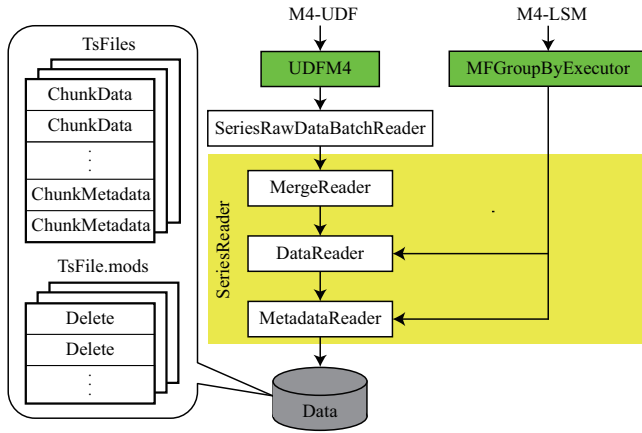 M4-UDF
M4-LSM
TsFiles
ChunkData
ChunkData
ChunkMetadata
ChunkMetadata
TsFile.mods
Delete
Delete
UDFM4
MFGroupByExecutor
SeriesRawDataBatchReader
SeriesReader
MergeReader
DataReader
MetadataReader
Data